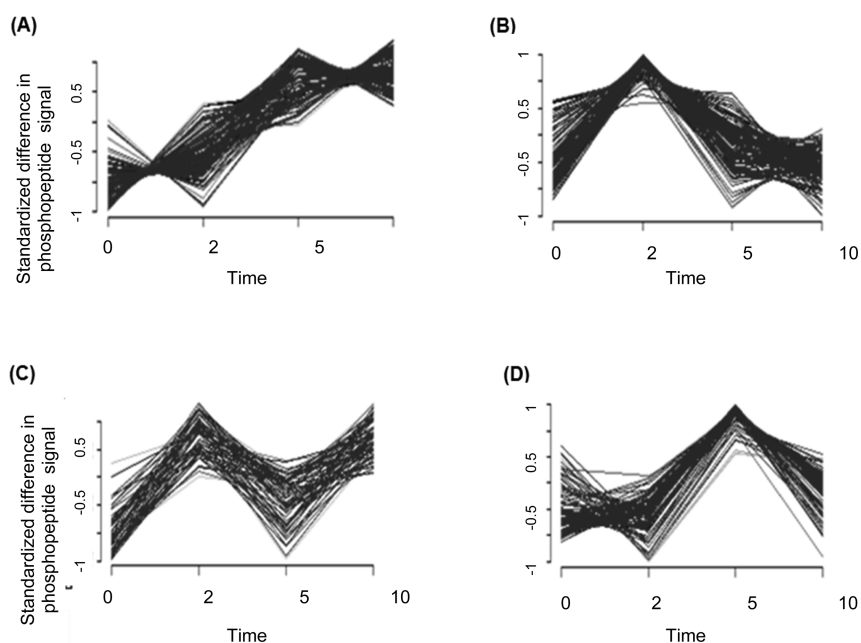 (A)
(B)
Standardized difference in
phosphopeptide signal
0.5
-0.5
-1
0 2 5
Time
1
0.5
-0.5
-1
0 2 5 10
Time
(C)
(D)
Standardized difference in
phosphopeptide signal
0.5
-0.5
-1
0 2 5 10
Time
1
0.5
-0.5
-1
0 2 5 10
Time